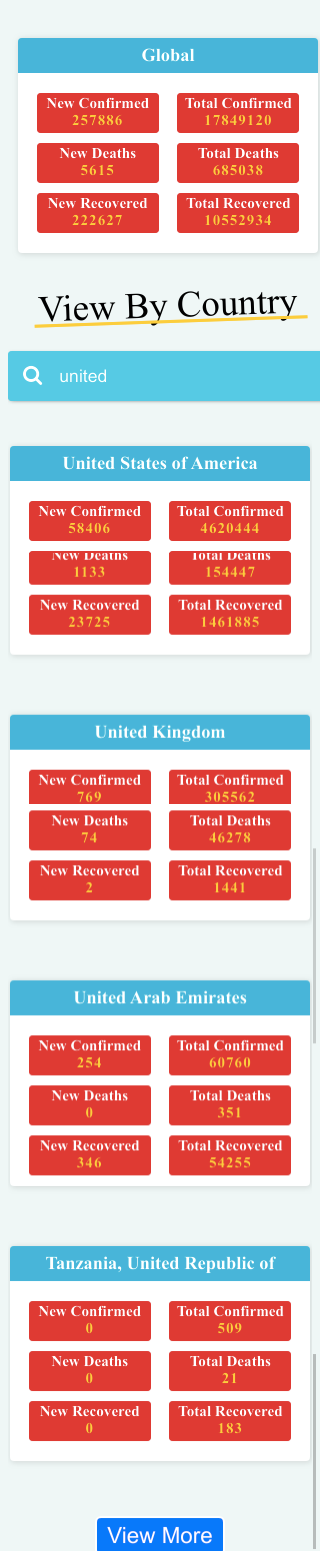 Global
New Confirmed Total Confirmed
257886 17849120
New Deaths Total Deaths
5615 685038
New Recovered Total Recovered
222627 10552934
View By Country
united
United States of America
New Confirmed Total Confirmed
58406 4620444
New Deaths Total Deaths
1133 154447
New Recovered Total Recovered
23725 1461885
United Kingdom
New Confirmed Total Confirmed
769 305562
New Deaths Total Deaths
74 46278
New Recovered Total Recovered
2 1441
United Arab Emirates
New Confirmed Total Confirmed
254 60760
New Deaths Total Deaths
0 351
New Recovered Total Recovered
346 54255
Tanzania, United Republic of
New Confirmed Total Confirmed
0 509
New Deaths Total Deaths
0 21
New Recovered Total Recovered
0 183
View More